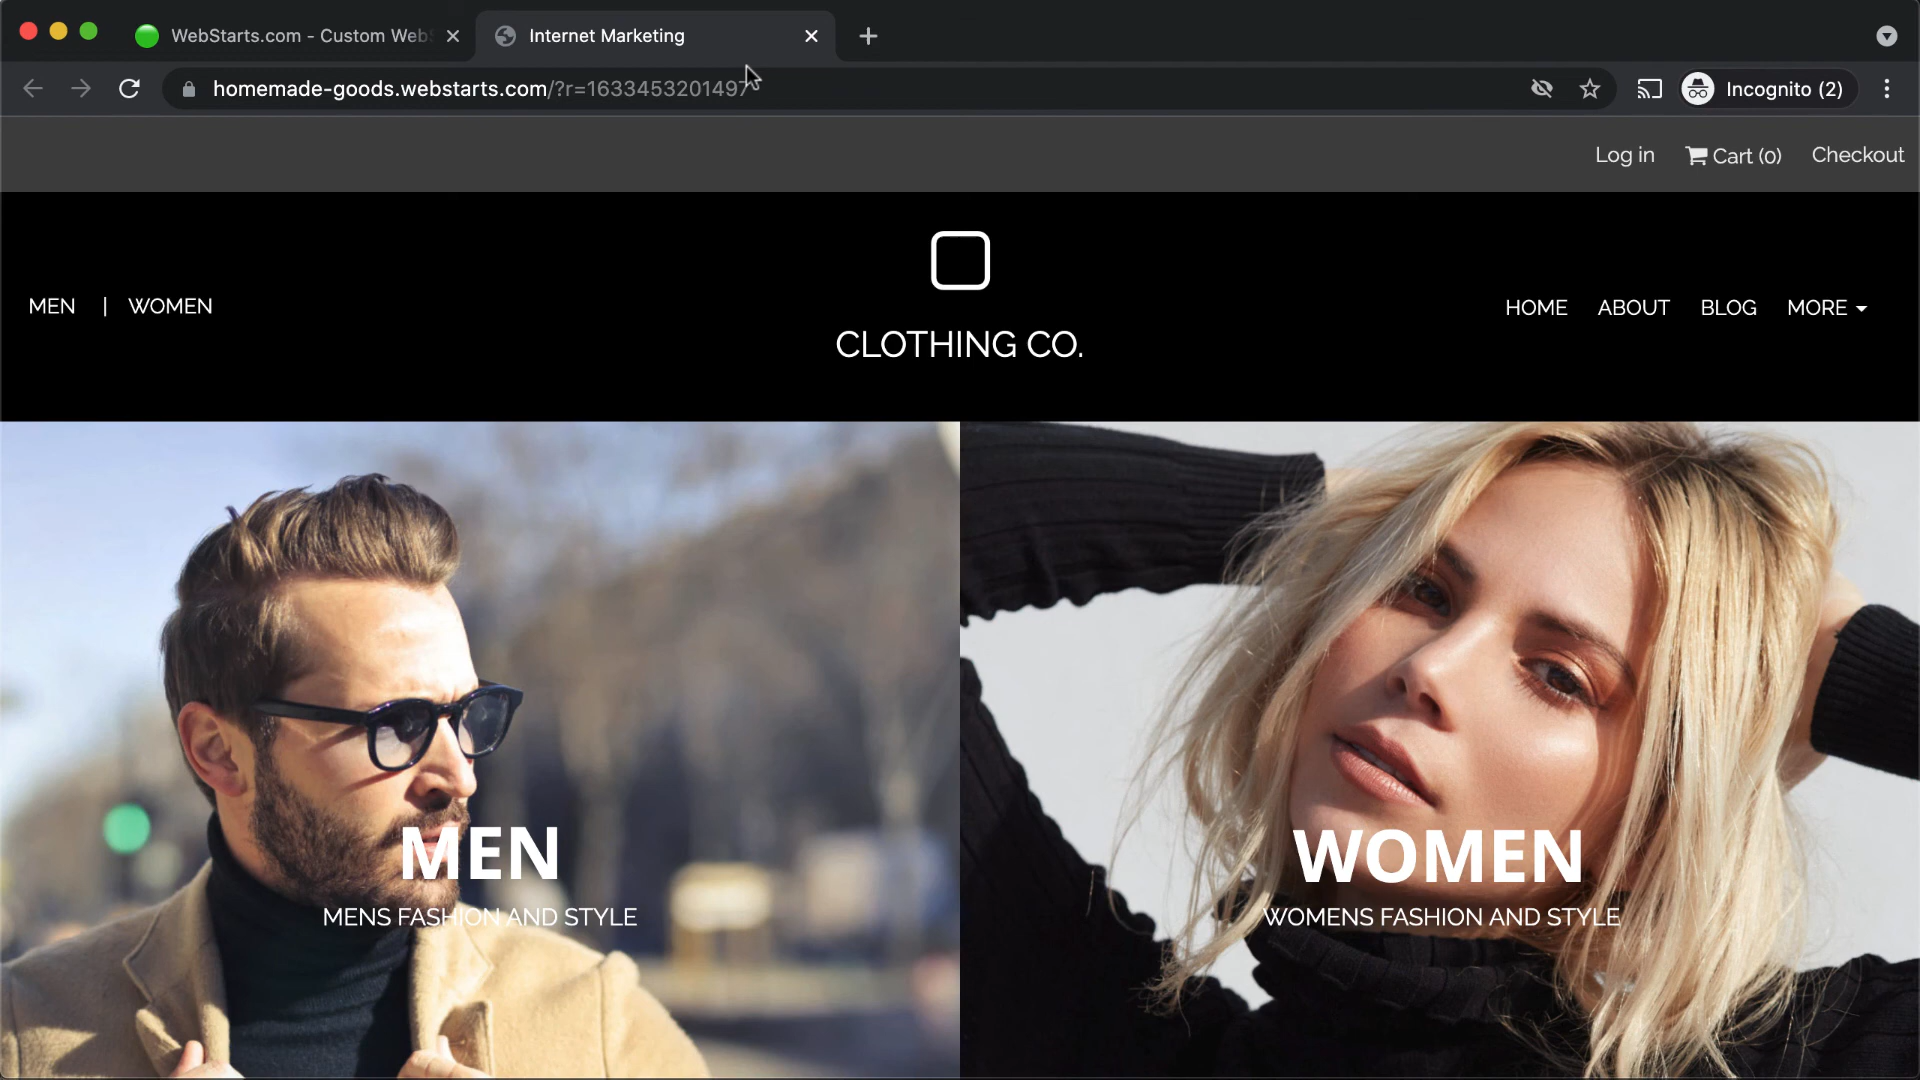 WebStarts.com - Custom Web
Internet Marketing
homemade-goods.webstarts.com/?r=1633453201497
Incognito (2)
Log in
Cart (0)
Checkout
MEN | WOMEN
CLOTHING CO.
HOME
ABOUT
BLOG
MORE
MEN
MENS FASHION AND STYLE
WOMEN
WOMENS FASHION AND STYLE